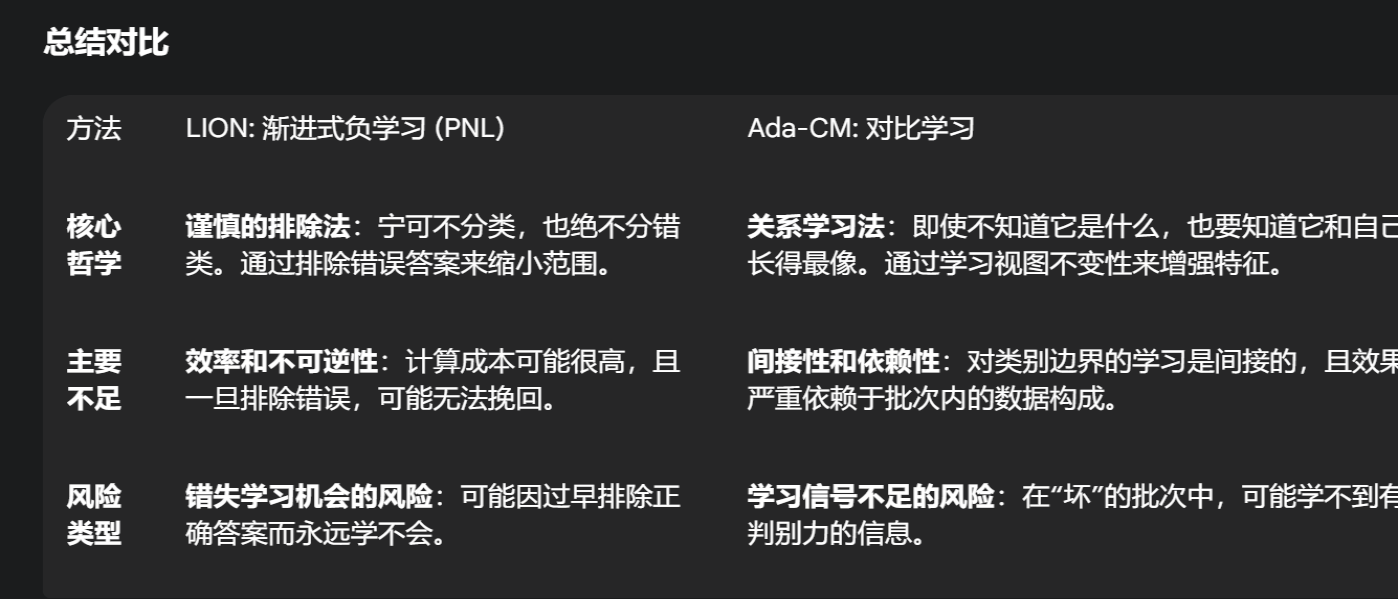 总结对比
方法 LION: 渐进式负学习 (PNL) Ada-CM: 对比学习
核心 谨慎的排除法：宁可不分类，也绝不分错 关系学习法：即使不知道它是什么，也要知道它和自己
哲学 类。通过排除错误答案来缩小范围。 长得最像。通过学习视图不变性来增强特征。
主要 效率和不可逆性：计算成本可能很高，且 间接性和依赖性：对类别边界的学习是间接的，且效果
不足 一旦排除错误，可能无法挽回。 严重依赖于批次内的数据构成。
风险 错失学习机会的风险：可能因过早排除正 学习信号不足的风险：在“坏”的批次中，可能学不到有
类型 确答案而永远学不会。 判别力的信息。